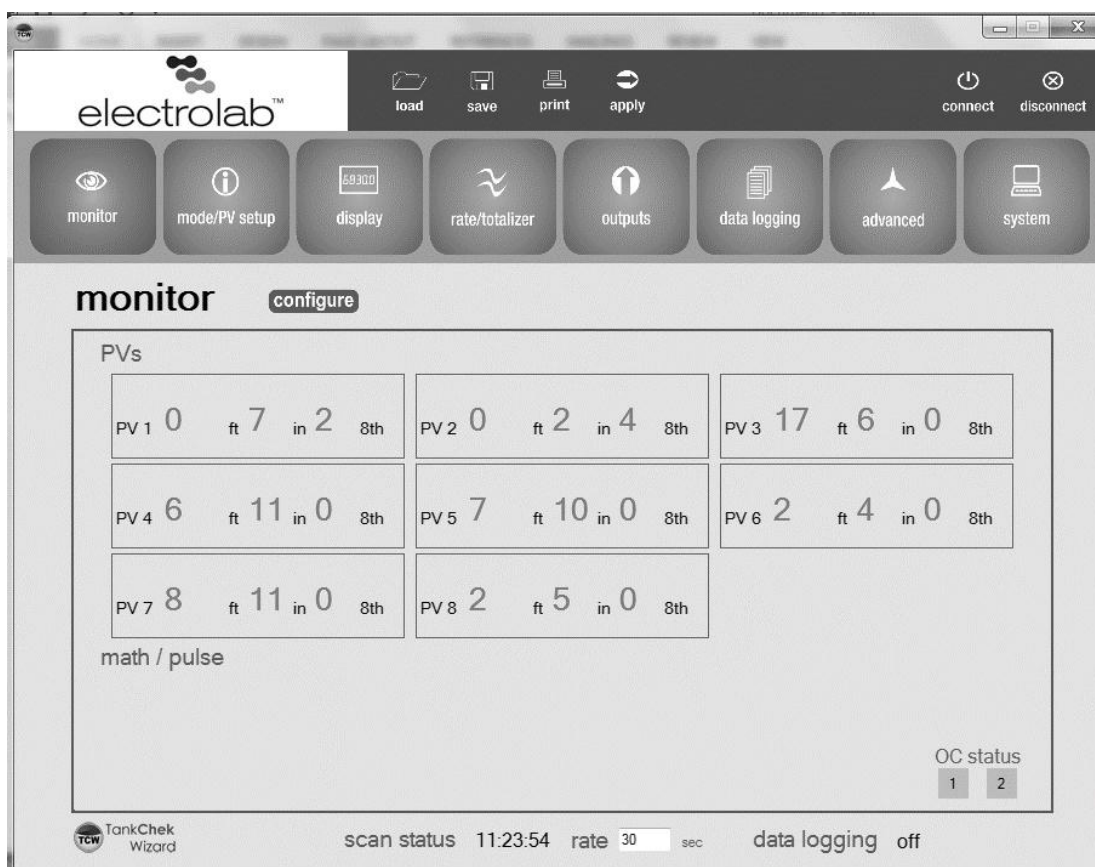 TCW
electrolab™
load save print apply connect disconnect
68300
monitor mode/PV setup display rate/totalizer outputs data logging advanced system
monitor configure
PVs
PV 1 0 ft 7 in 2 8th PV 2 0 ft 2 in 4 8th PV 3 17 ft 6 in 0 8th
PV 4 6 ft 11 in 0 8th PV 5 7 ft 10 in 0 8th PV 6 2 ft 4 in 0 8th
PV 7 8 ft 11 in 0 8th PV 8 2 ft 5 in 0 8th
math / pulse
OC status
1 2
TCW TankChek
Wizard
scan status 11:23:54 rate 30 sec data logging off